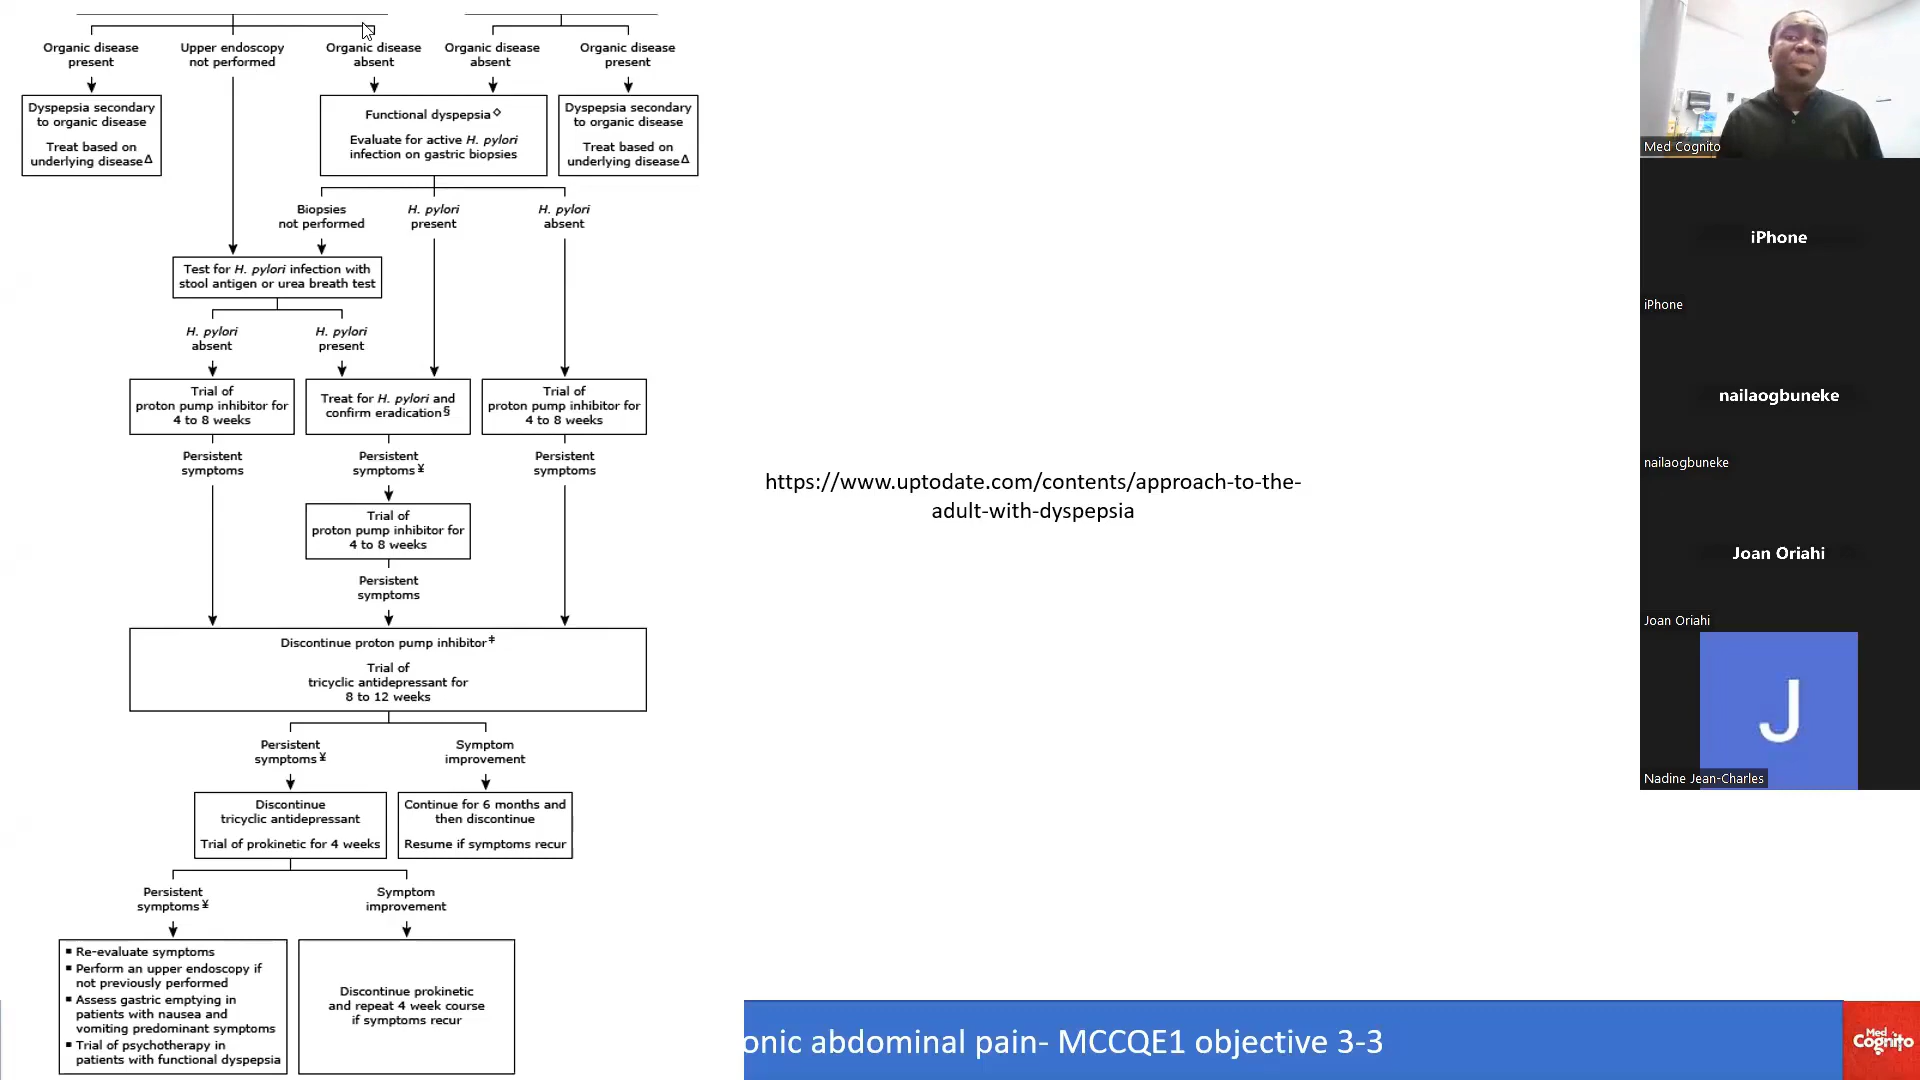 Organic disease
present
Upper endoscopy
not performed
Organic disease
absent
Organic disease
absent
Organic disease
present
Dyspepsia secondary
to organic disease
Treat based on
underlying disease Δ
Functional dyspepsia ◇
Evaluate for active H. pylori
infection on gastric biopsies
Dyspepsia secondary
to organic disease
Treat based on
underlying disease Δ
Biopsies
not performed
H. pylori
present
H. pylori
absent
Test for H. pylori infection with
stool antigen or urea breath test
H. pylori
absent
H. pylori
present
Trial of
proton pump inhibitor for
4 to 8 weeks
Treat for H. pylori and
confirm eradication §
Trial of
proton pump inhibitor for
4 to 8 weeks
Persistent
symptoms
Persistent
symptoms ¥
Persistent
symptoms
Trial of
proton pump inhibitor for
4 to 8 weeks
Persistent
symptoms
Discontinue proton pump inhibitor ‡
Trial of
tricyclic antidepressant for
8 to 12 weeks
Persistent
symptoms ¥
Symptom
improvement
Discontinue
tricyclic antidepressant
Trial of prokinetic for 4 weeks
Continue for 6 months and
then discontinue
Resume if symptoms recur
Persistent
symptoms ¥
Symptom
improvement
▪ Re-evaluate symptoms
▪ Perform an upper endoscopy if
not previously performed
▪ Assess gastric emptying in
patients with nausea and
vomiting predominant symptoms
▪ Trial of psychotherapy in
patients with functional dyspepsia
Discontinue prokinetic
and repeat 4 week course
if symptoms recur
https://www.uptodate.com/contents/approach-to-the-
adult-with-dyspepsia
onic abdominal pain- MCCQE1 objective 3-3
Med
Cognito
Med Cognito
iPhone
iPhone
nailaogbuneke
nailaogbuneke
Joan Oriahi
Joan Oriahi
J
Nadine Jean-Charles